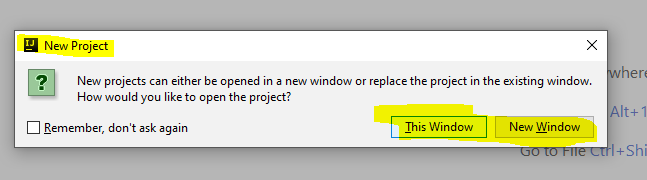 IJ New Project
New projects can either be opened in a new window or replace the project in the existing window.
How would you like to open the project?
Remember, don't ask again
This Window
New Window
Alt+1
Go to File Ctrl+Shi